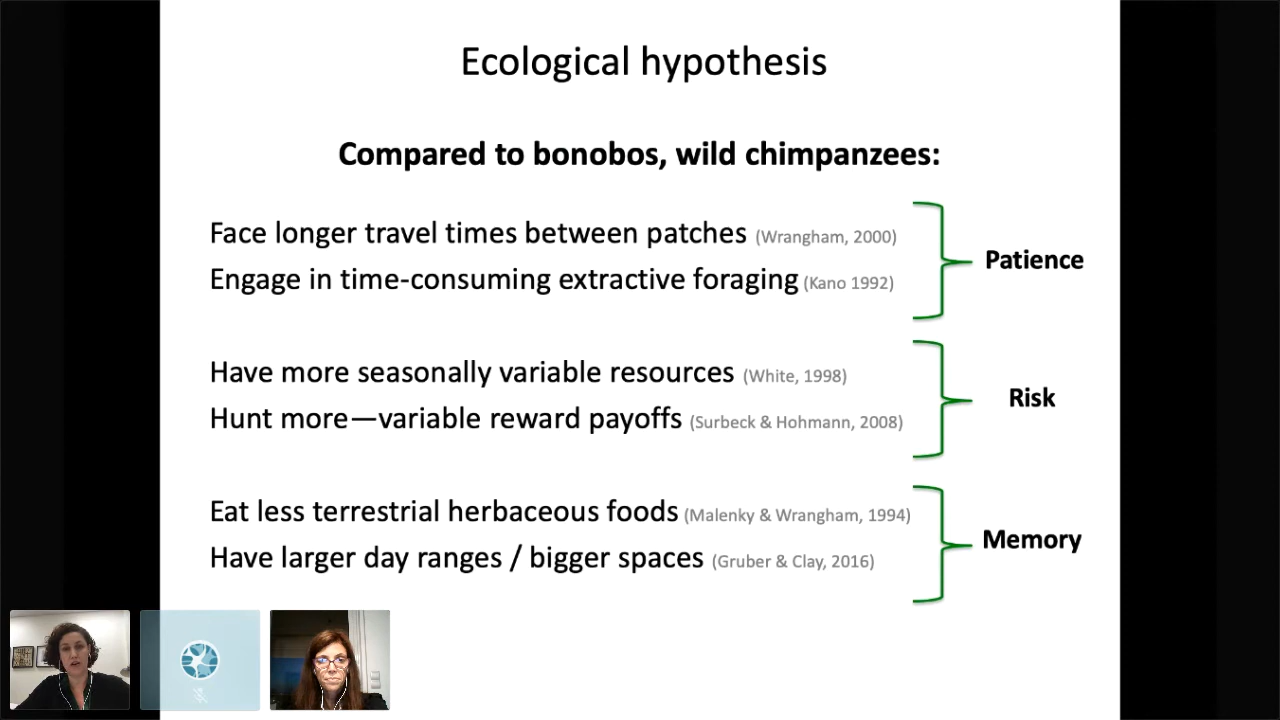 Ecological hypothesis
Compared to bonobos, wild chimpanzees:
Face longer travel times between patches (Wrangham, 2000)
Engage in time-consuming extractive foraging (Kano 1992)
Patience
Have more seasonally variable resources (White, 1998)
Hunt more—variable reward payoffs (Surbeck & Hohmann, 2008)
Risk
Eat less terrestrial herbaceous foods (Malenky & Wrangham, 1994)
Have larger day ranges / bigger spaces (Gruber & Clay, 2016)
Memory